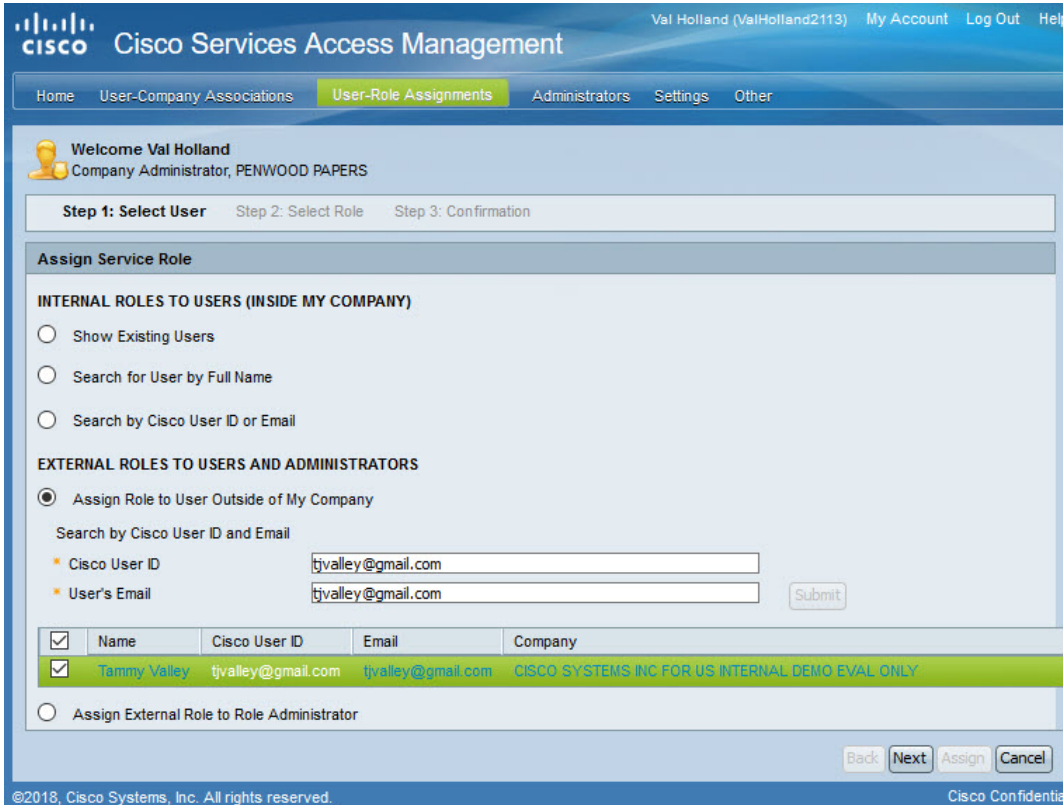 Val Holland (ValHolland2113) My Account Log Out Help
CISCO Cisco Services Access Management
Home User-Company Associations User-Role Assignments Administrators Settings Other
Welcome Val Holland
Company Administrator, PENWOOD PAPERS
Step 1: Select User Step 2: Select Role Step 3: Confirmation
Assign Service Role
INTERNAL ROLES TO USERS (INSIDE MY COMPANY)
Show Existing Users
Search for User by Full Name
Search by Cisco User ID or Email
EXTERNAL ROLES TO USERS AND ADMINISTRATORS
Assign Role to User Outside of My Company
Search by Cisco User ID and Email
* Cisco User ID tjvalley@gmail.com
* User's Email tjvalley@gmail.com Submit
Name Cisco User ID Email Company
Tammy Valley tjvalley@gmail.com tjvalley@gmail.com CISCO SYSTEMS INC FOR US INTERNAL DEMO EVAL ONLY
Assign External Role to Role Administrator
Back Next Assign Cancel
©2018, Cisco Systems, Inc. All rights reserved. Cisco Confidentia